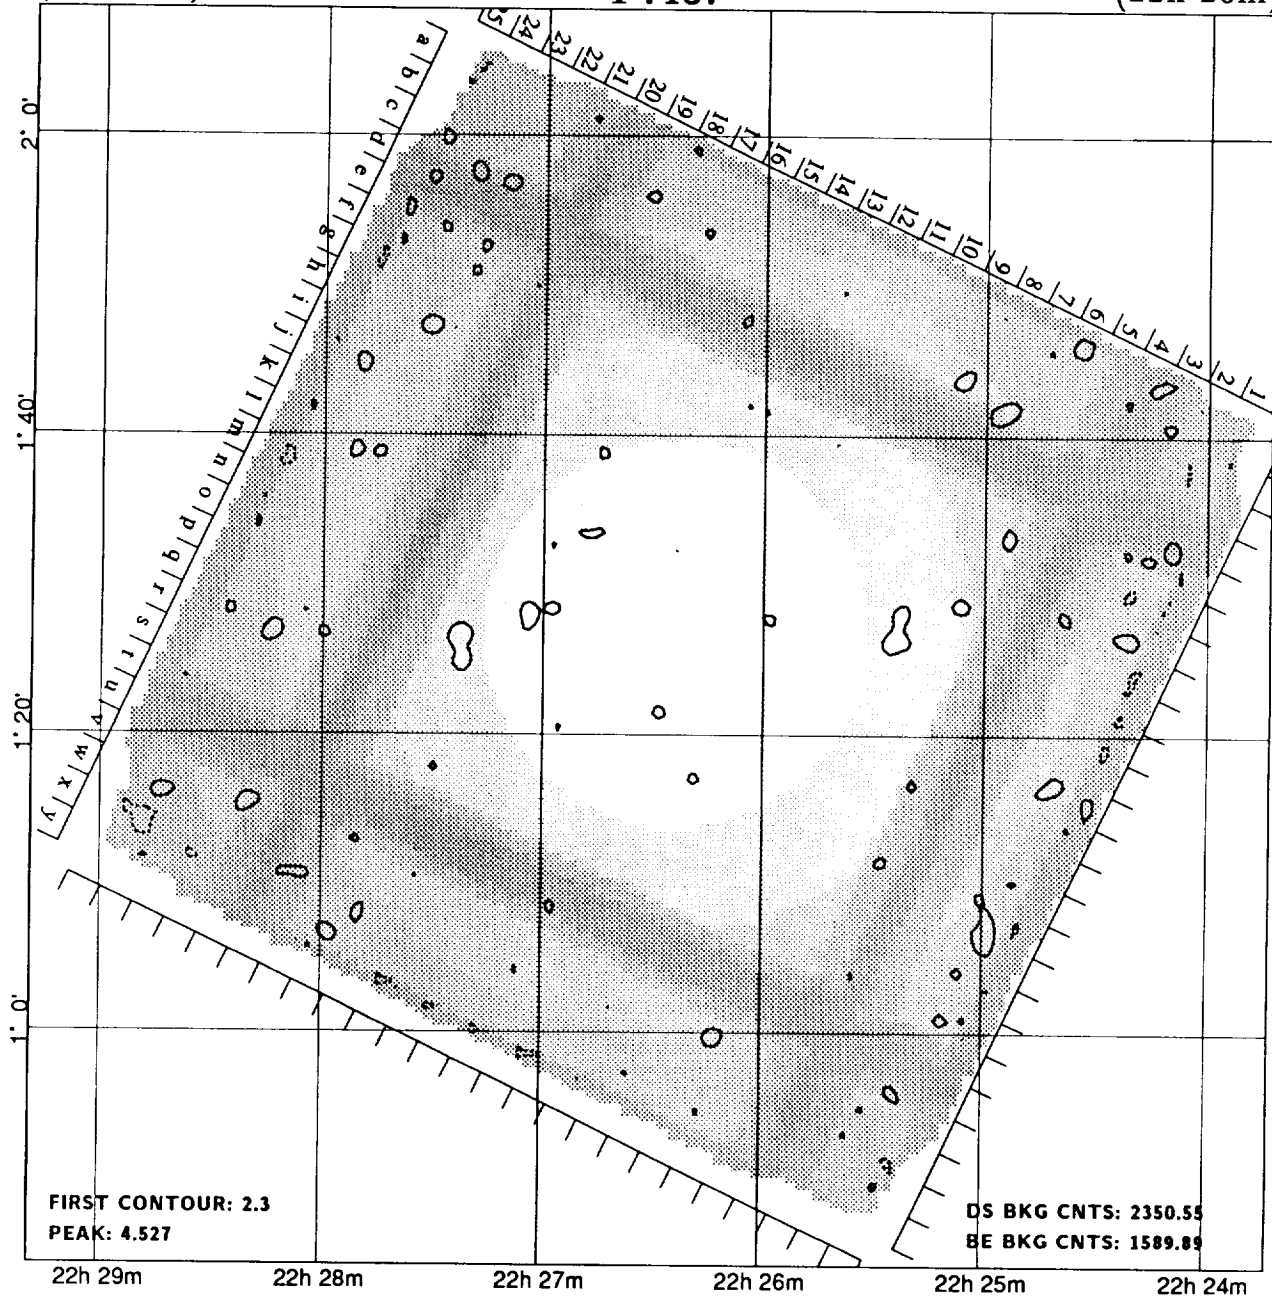 25 24 23 22 21 20 19 18 17 16 15 14 13 12 11 10 9 8 7 6 5 4 3 2 1
a b c d e f g h i j k l m n o p q r s t u v w x y
2° 0'
1° 40'
1° 20'
1° 0'
FIRST CONTOUR: 2.3
PEAK: 4.527
DS BKG CNTS: 2350.55
BE BKG CNTS: 1589.89
22h 29m 22h 28m 22h 27m 22h 26m 22h 25m 22h 24m